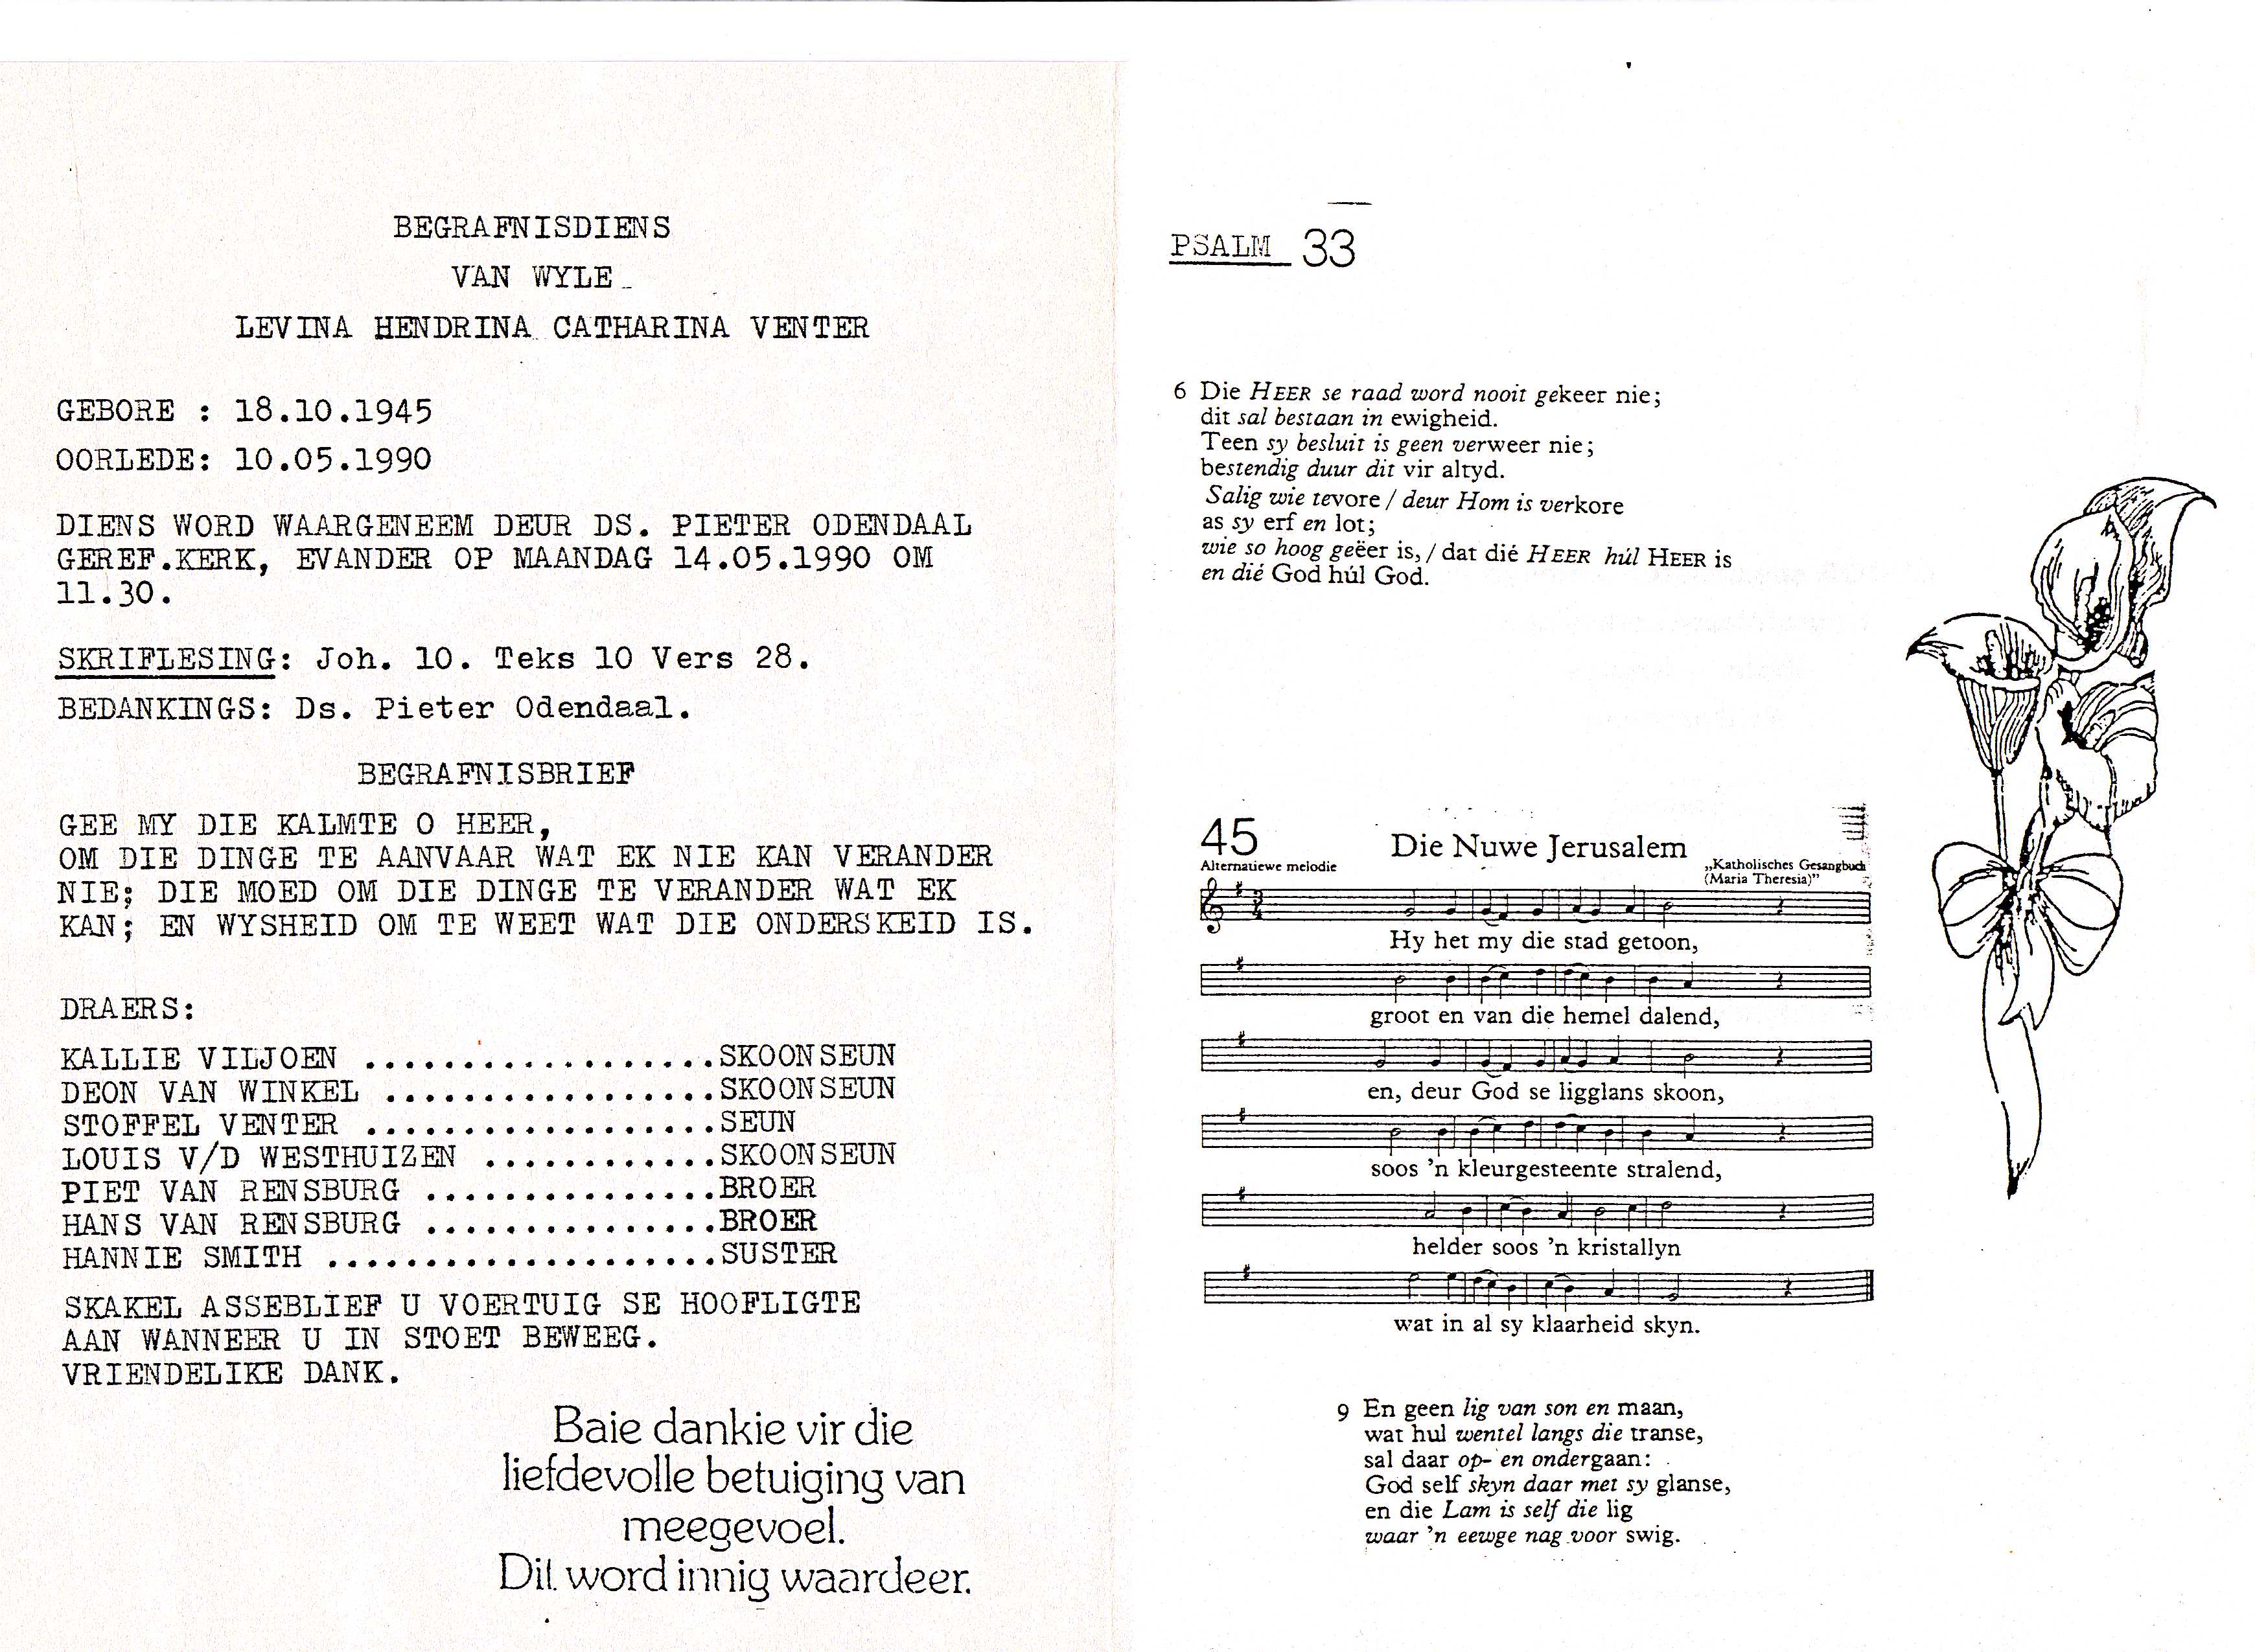 BEGRAFNISDIENS
VAN WYLE
LEVINA HENDRINA CATHARINA VENTER
GEBORE : 18.10.1945
OORLEDE: 10.05.1990
DIENS WORD WAARGENEEM DEUR DS. PIETER ODENDAAL
GEREF.KERK, EVANDER OP MAANDAG 14.05.1990 OM
11.30.
SKRIFLESING: Joh. 10. Teks 10 Vers 28.
BEDANKINGS: Ds. Pieter Odendaal.
BEGRAFNISBRIEF
GEE MY DIE KALMTE O HEER,
OM DIE DINGE TE AANVAAR WAT EK NIE KAN VERANDER
NIE; DIE MOED OM DIE DINGE TE VERANDER WAT EK
KAN; EN WYSHEID OM TE WEET WAT DIE ONDERSKEID IS.
DRAERS:
KALLIE VILJOEN ..................SKOONSEUN
DEON VAN WINKEL .................SKOONSEUN
STOFFEL VENTER ..................SEUN
LOUIS V/D WESTHUIZEN ............SKOONSEUN
PIET VAN RENSBURG ...............BROER
HANS VAN RENSBURG ...............BROER
HANNIE SMITH ....................SUSTER
SKAKEL ASSEBLIEF U VOERTUIG SE HOOFLIGTE
AAN WANNEER U IN STOET BEWEEG.
VRIENDELIKE DANK.
Baie dankie vir die
liefdevolle betuiging van
meegevoel.
Dit word innig waardeer.
PSALM 33
6 Die HEER se raad word nooit gekeer nie;
dit sal bestaan in ewigheid.
Teen sy besluit is geen verweer nie;
bestendig duur dit vir altyd.
Salig wie tevore / deur Hom is verkore
as sy erf en lot;
wie so hoog geëer is, / dat dié HEER húl HEER is
en dié God húl God.
45 Die Nuwe Jerusalem
Alternatiewe melodie „Katholisches Gesangbuch
(Maria Theresia)”
Hy het my die stad getoon,
groot en van die hemel dalend,
en, deur God se ligglans skoon,
soos ’n kleurgesteente stralend,
helder soos ’n kristallyn
wat in al sy klaarheid skyn.
9 En geen lig van son en maan,
wat hul wentel langs die transe,
sal daar op- en ondergaan:
God self skyn daar met sy glanse,
en die Lam is self die lig
waar ’n eewge nag voor swig.